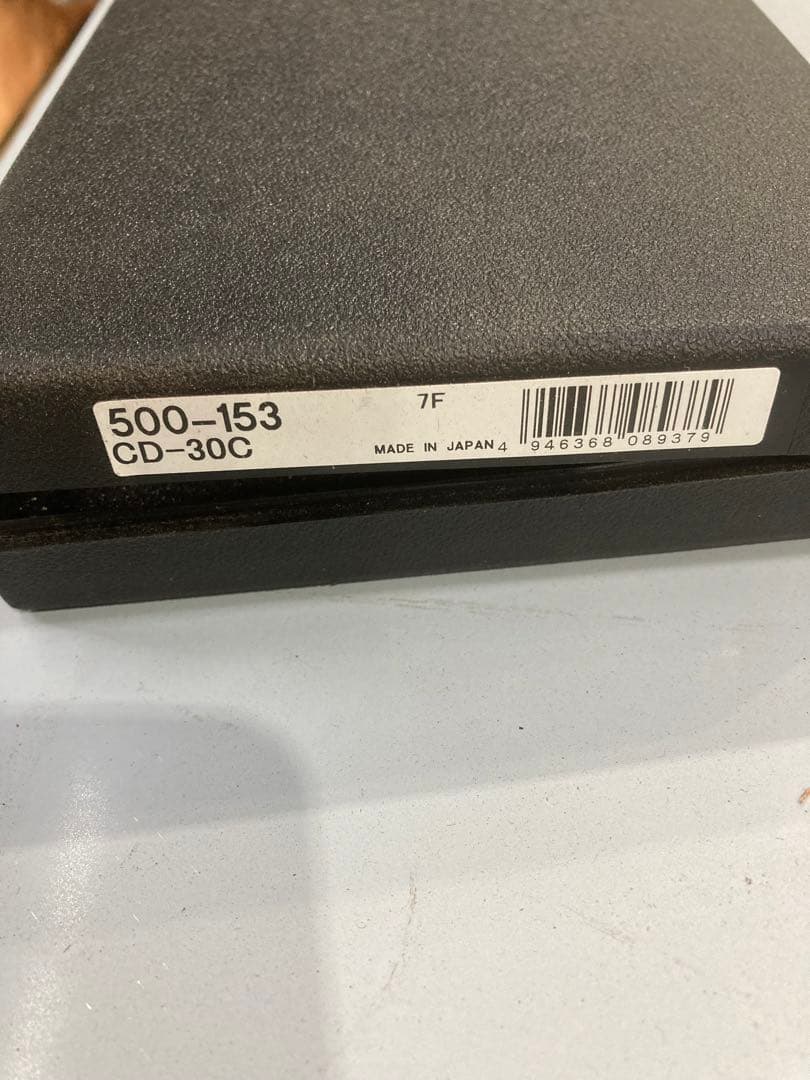 500-153
CD-30C
7F
MADE IN JAPAN
4 946368 089379